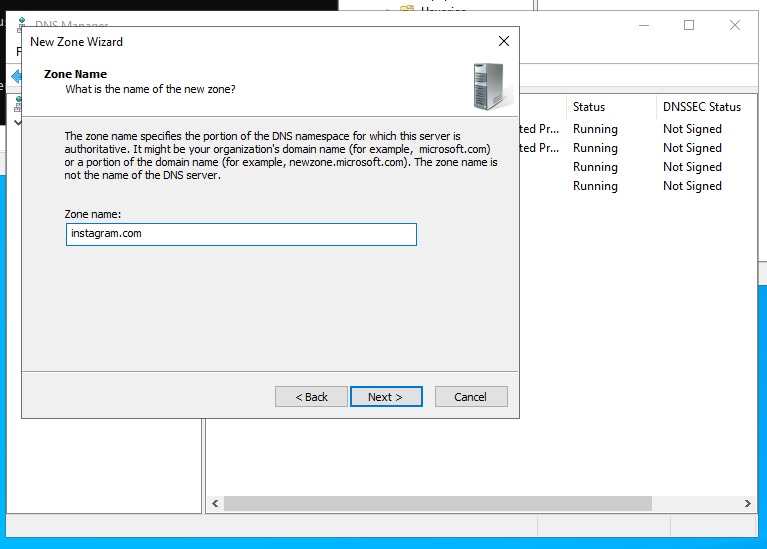 DNS Manager
New Zone Wizard
Zone Name
What is the name of the new zone?
The zone name specifies the portion of the DNS namespace for which this server is
authoritative. It might be your organization's domain name (for example, microsoft.com)
or a portion of the domain name (for example, newzone.microsoft.com). The zone name is
not the name of the DNS server.
Zone name:
instagram.com
< Back
Next >
Cancel
Status
DNSSEC Status
ted Pr...
Running
Not Signed
ted Pr...
Running
Not Signed
Running
Not Signed
Running
Not Signed